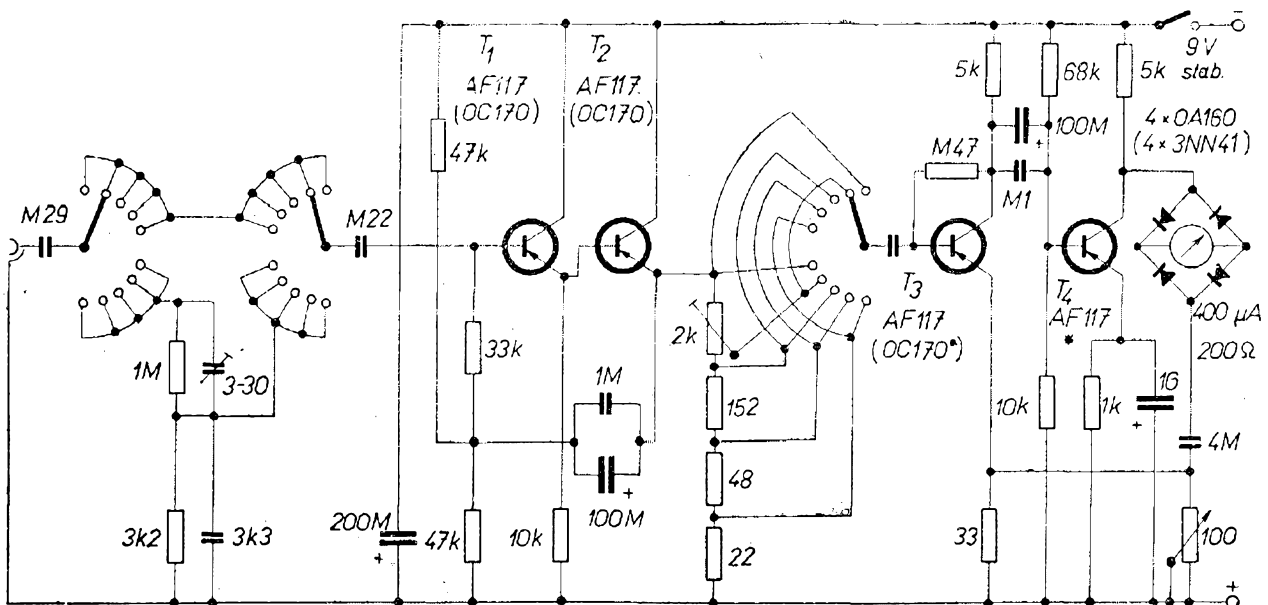 T1
AF117
(OC170)
T2
AF117
(OC170)
47k
5k
68k
5k
–
9V
stab.
4×OA160
(4×3NN41)
100M
+
M47
M1
M29
M22
T3
AF117
(OC170*)
T4
AF117
*
400 μA
200Ω
1M
3-30
33k
1M
100M
+
2k
152
48
22
10k
1k
1G
+
4M
3k2
3k3
200M
+
47k
10k
33
100
+